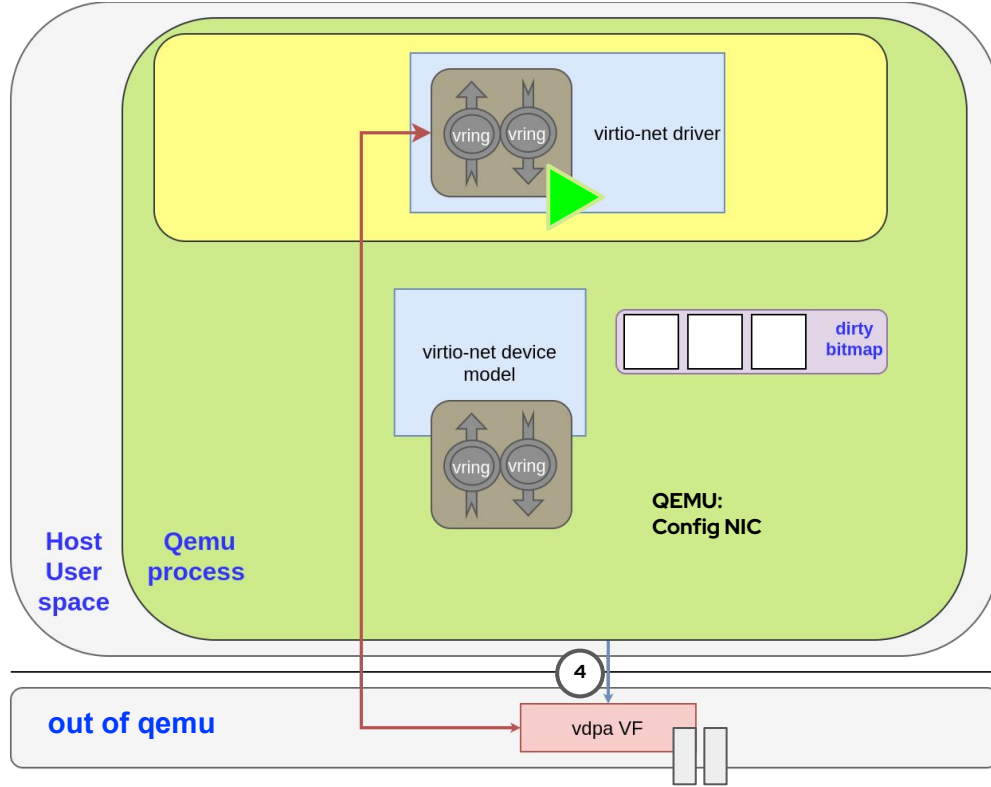 vring
vring
virtio-net driver
virtio-net device
model
dirty
bitmap
vring
vring
QEMU:
Config NIC
Host
User
space
Qemu
process
4
out of qemu
vdpa VF